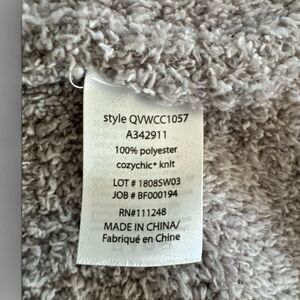 style QVWCC1057
A342911
100% polyester
cozychic® knit
LOT # 1808SW03
JOB # BF000194
RN#111248
MADE IN CHINA/
Fabriqué en Chine